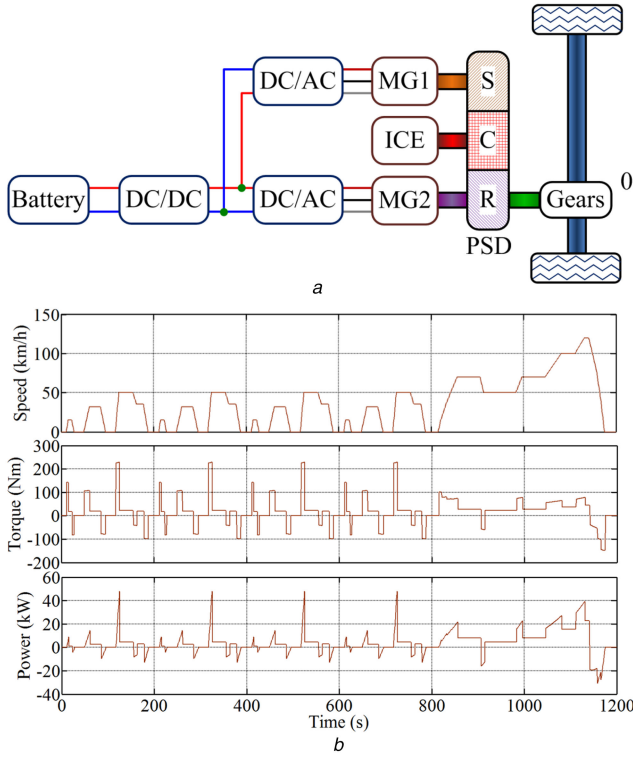 DC/AC MG1 S
ICE C
Battery DC/DC DC/AC MG2 R Gears 0
PSD
a
150
100
50
0
Speed (km/h)
300
200
100
0
-100
-200
Torque (Nm)
60
40
20
0
-20
-40
Power (kW)
0 200 400 600 800 1000 1200
Time (s)
b